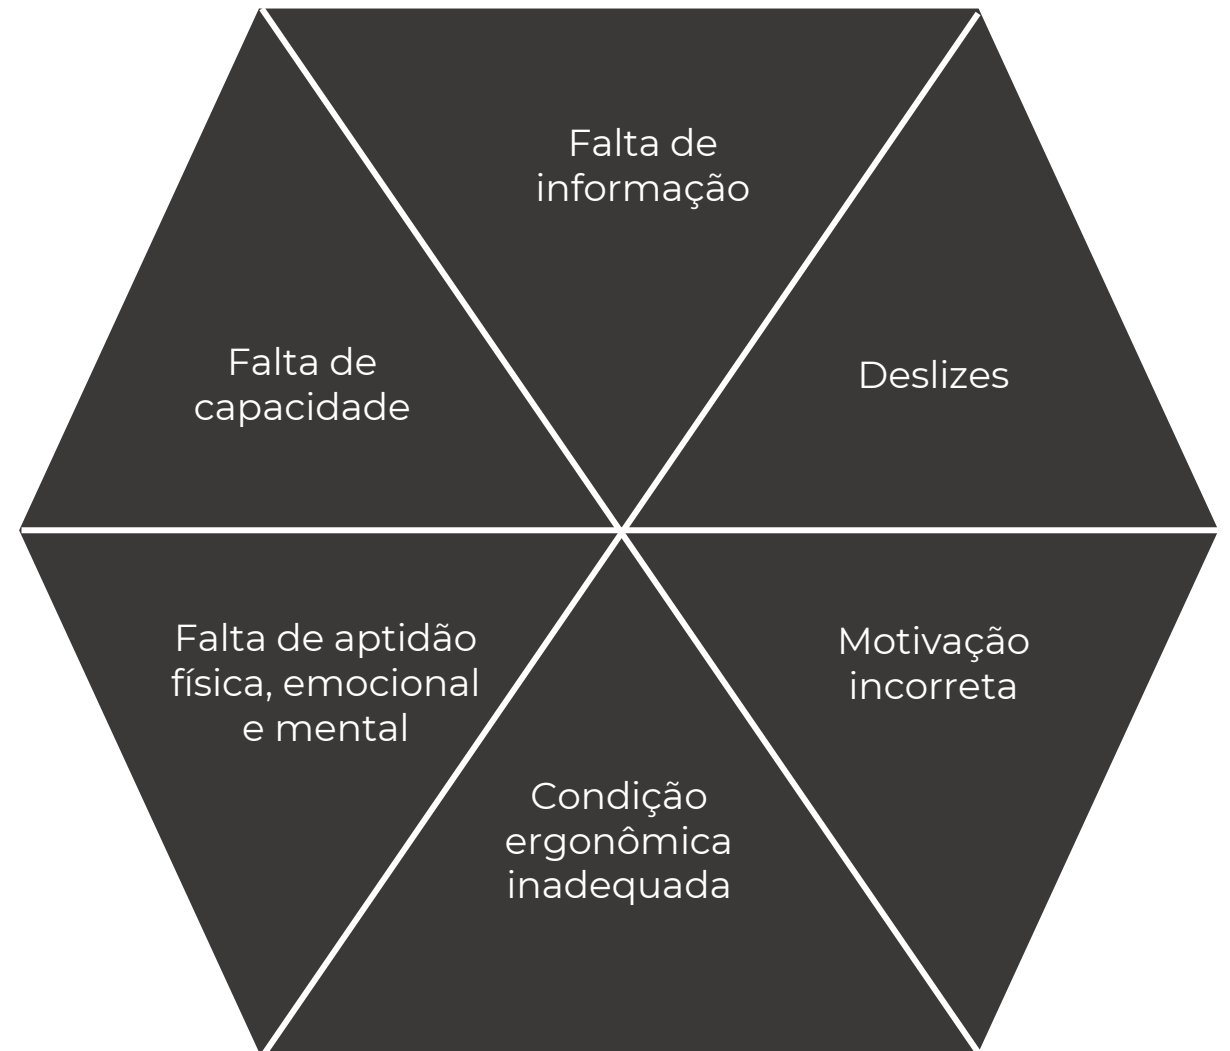 Falta de
informação
Falta de
capacidade
Deslizes
Falta de aptidão
física, emocional
e mental
Motivação
incorreta
Condição
ergonômica
inadequada